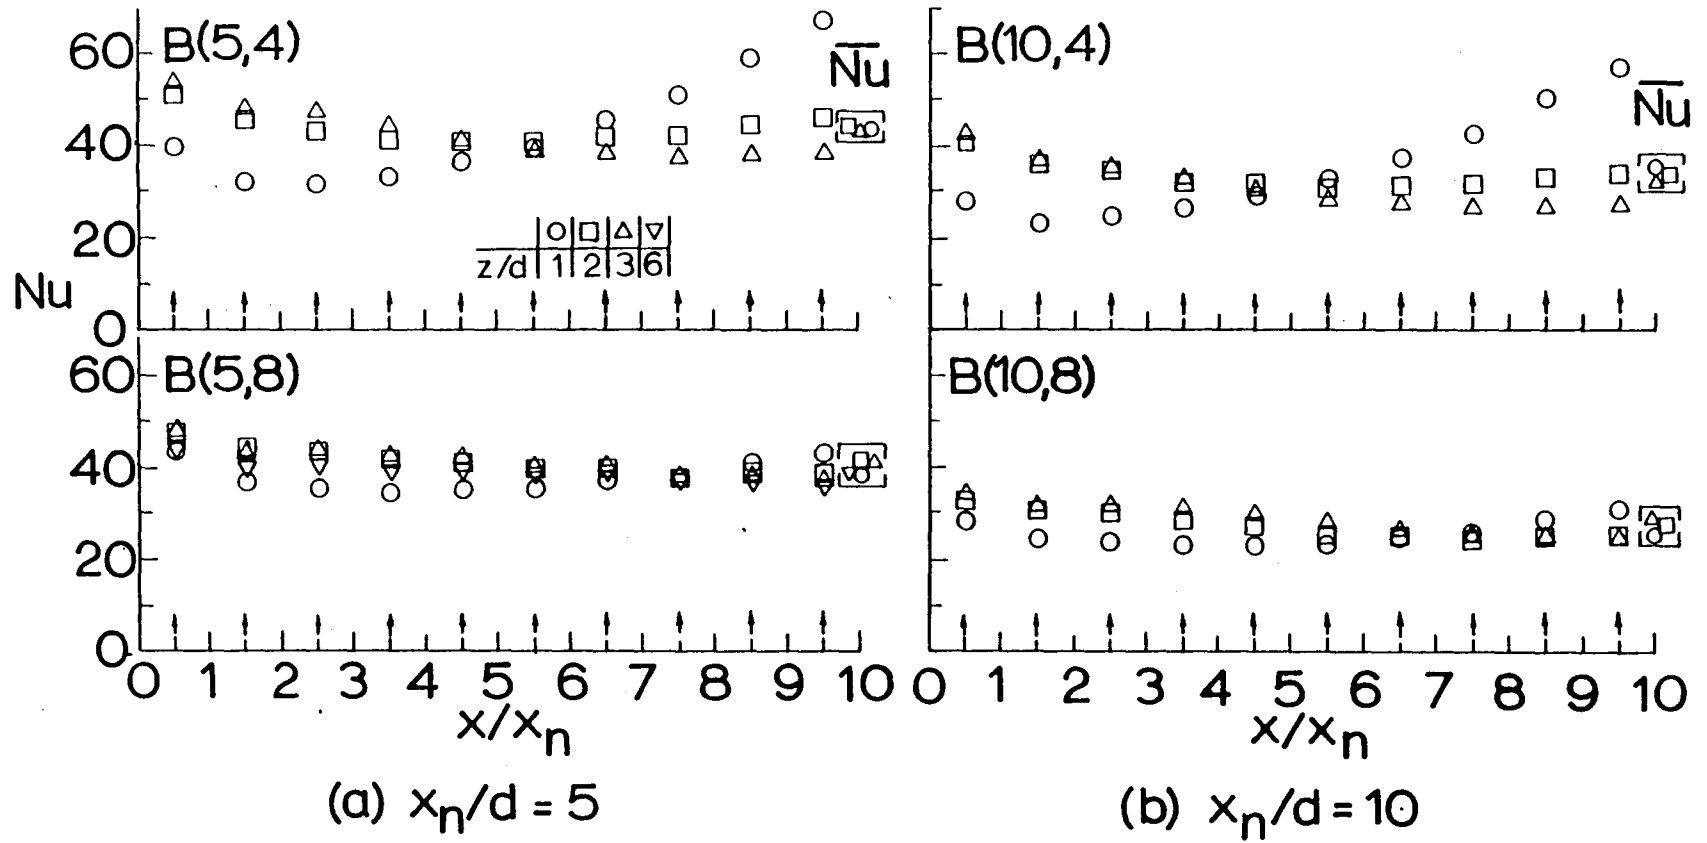 60 B(5,4)
N̅u̅
40
20
z/d 1 2 3 6
Nu
0
B(10,4)
N̅u̅
60 B(5,8)
40
20
0
0 1 2 3 4 5 6 7 8 9 10
x/xn
(a) xn/d = 5
B(10,8)
0 1 2 3 4 5 6 7 8 9 10
x/xn
(b) xn/d = 10